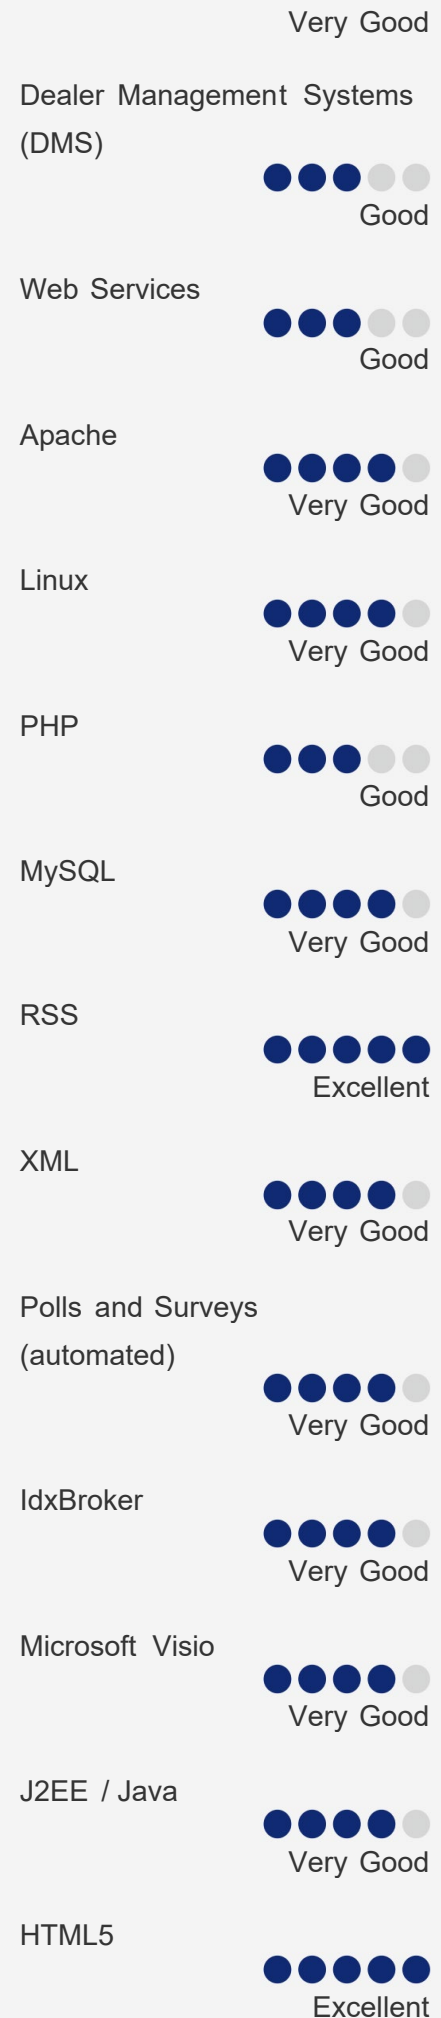 Very Good
Dealer Management Systems
(DMS)
Good
Web Services
Good
Apache
Very Good
Linux
Very Good
PHP
Good
MySQL
Very Good
RSS
Excellent
XML
Very Good
Polls and Surveys
(automated)
Very Good
IdxBroker
Very Good
Microsoft Visio
Very Good
J2EE / Java
Very Good
HTML5
Excellent